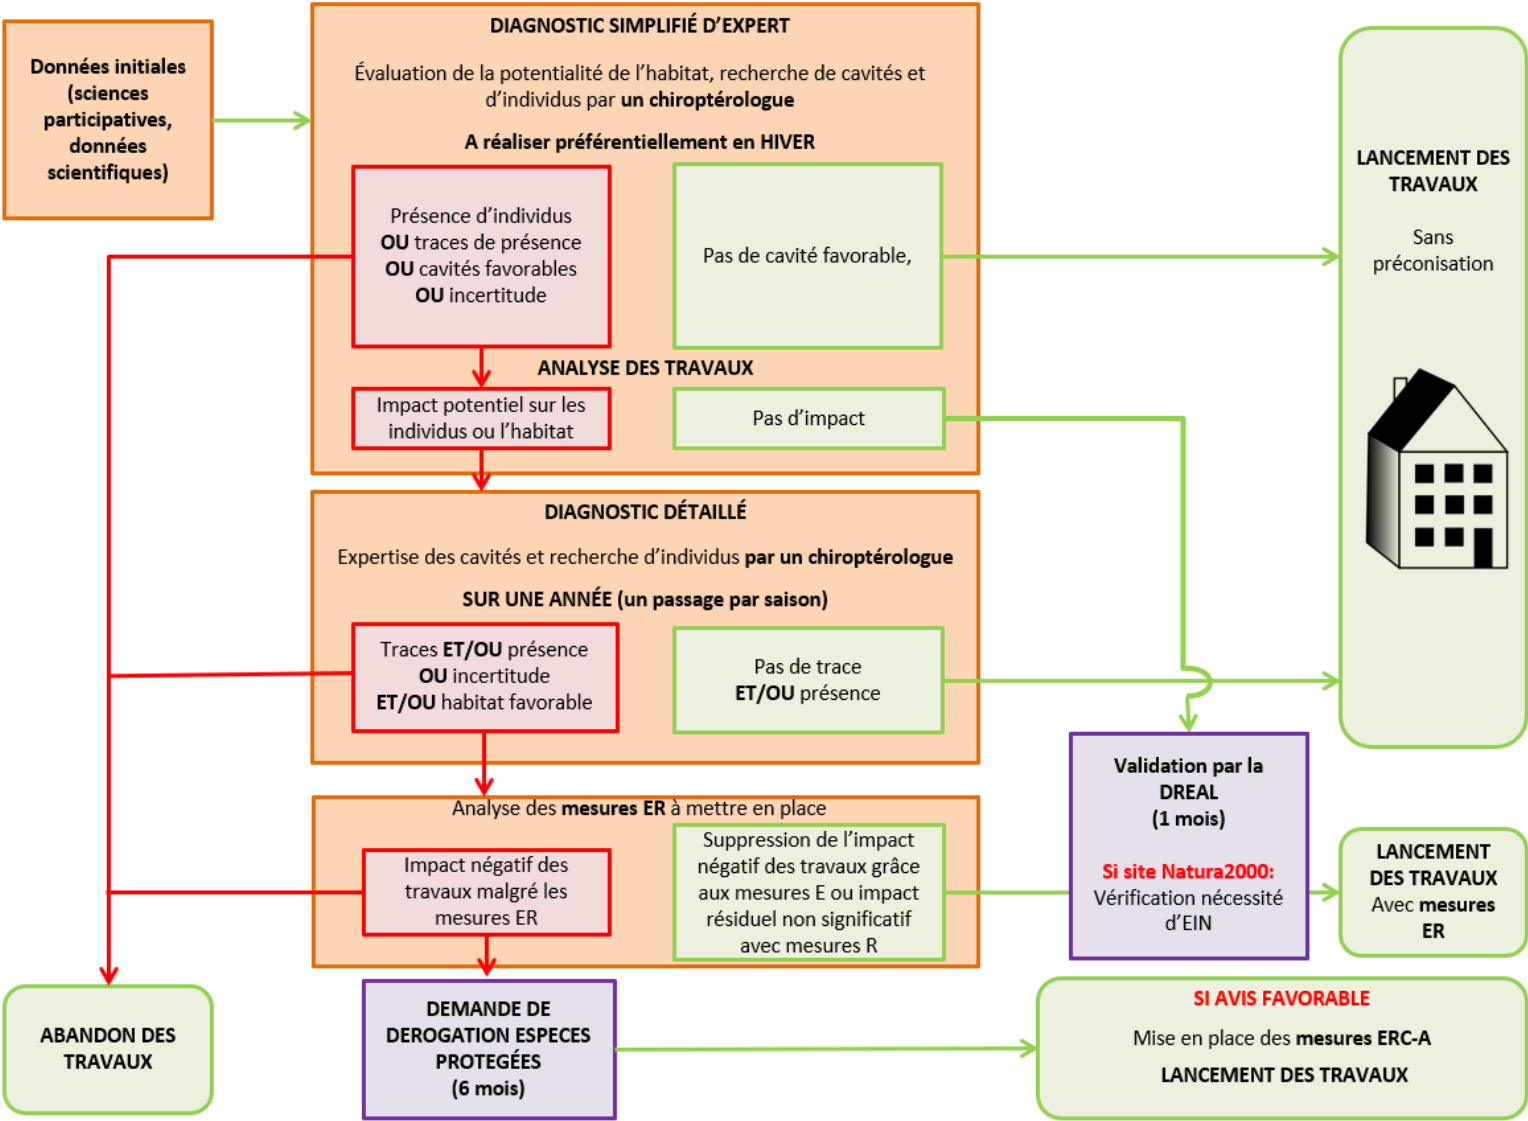 Données initiales
(sciences
participatives,
données
scientifiques)
DIAGNOSTIC SIMPLIFIÉ D’EXPERT
Évaluation de la potentialité de l’habitat, recherche de cavités et
d’individus par un chiroptérologue
A réaliser préférentiellement en HIVER
Présence d’individus
OU traces de présence
OU cavités favorables
OU incertitude
Pas de cavité favorable,
ANALYSE DES TRAVAUX
Impact potentiel sur les
individus ou l’habitat
Pas d’impact
LANCEMENT DES
TRAVAUX
Sans
préconisation
DIAGNOSTIC DÉTAILLÉ
Expertise des cavités et recherche d’individus par un chiroptérologue
SUR UNE ANNÉE (un passage par saison)
Traces ET/OU présence
OU incertitude
ET/OU habitat favorable
Pas de trace
ET/OU présence
Validation par la
DREAL
(1 mois)
Si site Natura2000:
Vérification nécessité
d’EIN
Analyse des mesures ER à mettre en place
Impact négatif des
travaux malgré les
mesures ER
Suppression de l’impact
négatif des travaux grâce
aux mesures E ou impact
résiduel non significatif
avec mesures R
LANCEMENT
DES TRAVAUX
Avec mesures
ER
ABANDON DES
TRAVAUX
DEMANDE DE
DEROGATION ESPECES
PROTEGÉES
(6 mois)
SI AVIS FAVORABLE
Mise en place des mesures ERC-A
LANCEMENT DES TRAVAUX